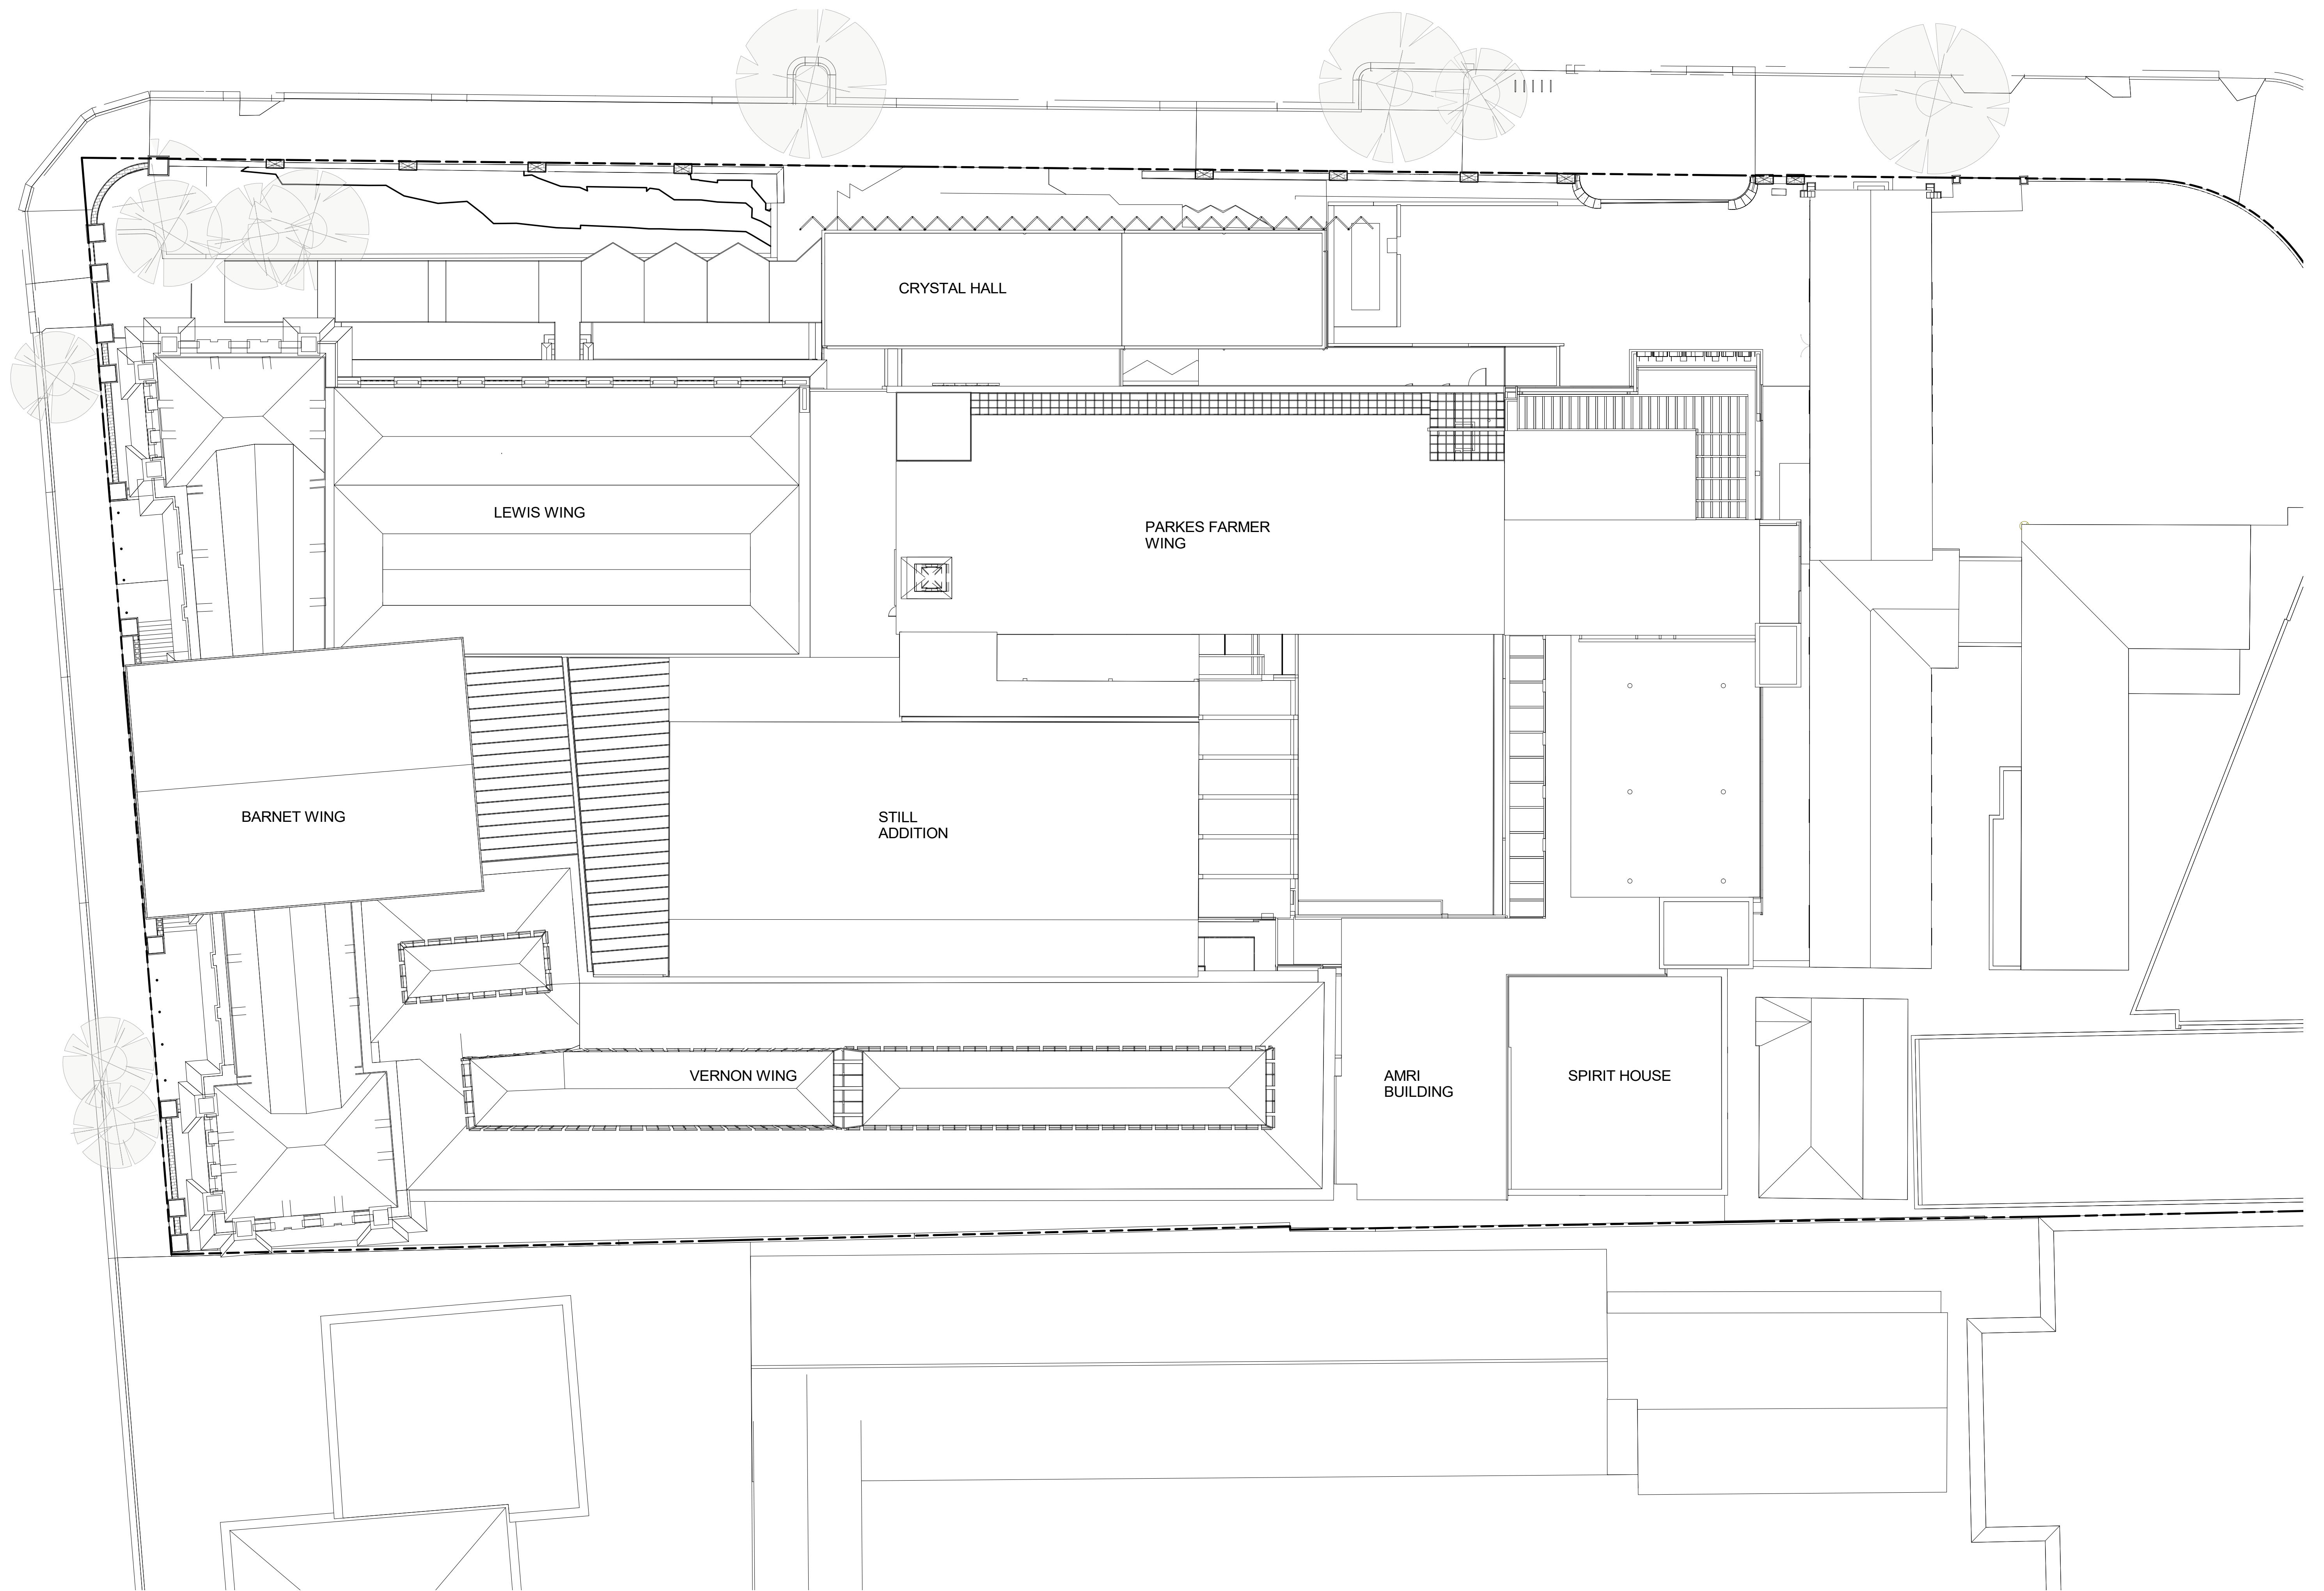 CRYSTAL HALL
LEWIS WING
PARKES FARMER
WING
BARNET WING
STILL
ADDITION
VERNON WING
AMRI
BUILDING
SPIRIT HOUSE